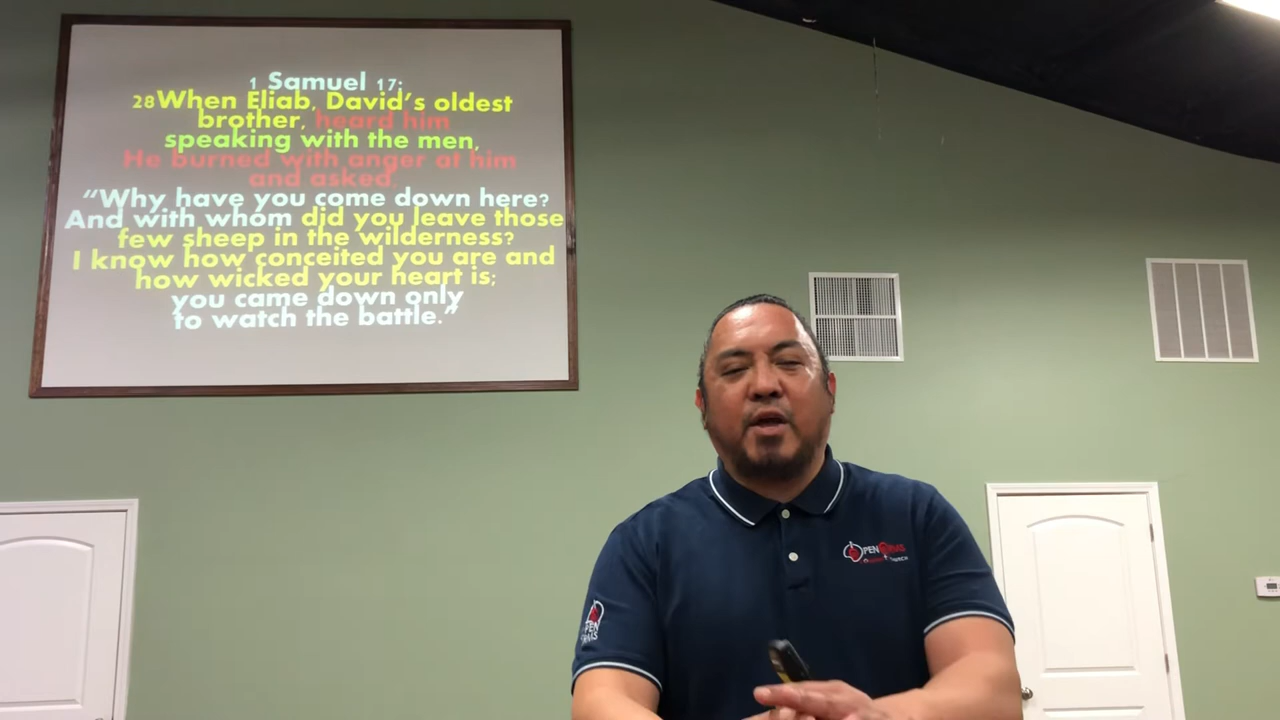 1 Samuel 17:
28When Eliab, David's oldest
brother, heard him
speaking with the men,
He burned with anger at him
and asked,
“Why have you come down here?
And with whom did you leave those
few sheep in the wilderness?
I know how conceited you are and
how wicked your heart is;
you came down only
to watch the battle.”